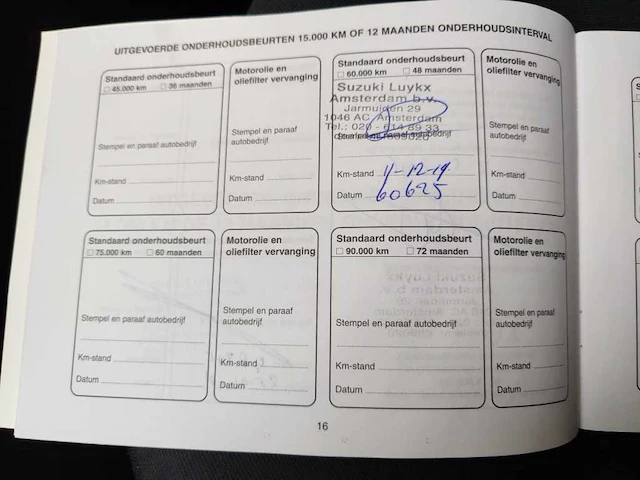 UITGEVOERDE ONDERHOUDSBEURTEN 15.000 KM OF 12 MAANDEN ONDERHOUDSINTERVAL
Standaard onderhoudsbeurt
45.000 km 36 maanden
Stempel en paraaf autobedrijf
Km-stand
Datum
Motorolie en
oliefilter vervanging
Stempel en paraaf
autobedrijf
Km-stand
Datum
Standaard onderhoudsbeurt
60.000 km 48 maanden
Suzuki Luykx
Amsterdam b.v.
Jarmuiden 29
1046 AC Amsterdam
Tel.: 020 - 614 89 33
Stempel en paraaf autobedrijf
Km-stand 11-12-19
Datum 60625
Motorolie en
oliefilter vervanging
Stempel en paraaf
autobedrijf
Km-stand
Datum
Standaard onderhoudsbeurt
75.000 km 60 maanden
Stempel en paraaf autobedrijf
Km-stand
Datum
Motorolie en
oliefilter vervanging
Stempel en paraaf
autobedrijf
Km-stand
Datum
Standaard onderhoudsbeurt
90.000 km 72 maanden
Stempel en paraaf autobedrijf
Km-stand
Datum
Motorolie en
oliefilter vervanging
Stempel en paraaf
autobedrijf
Km-stand
Datum
16